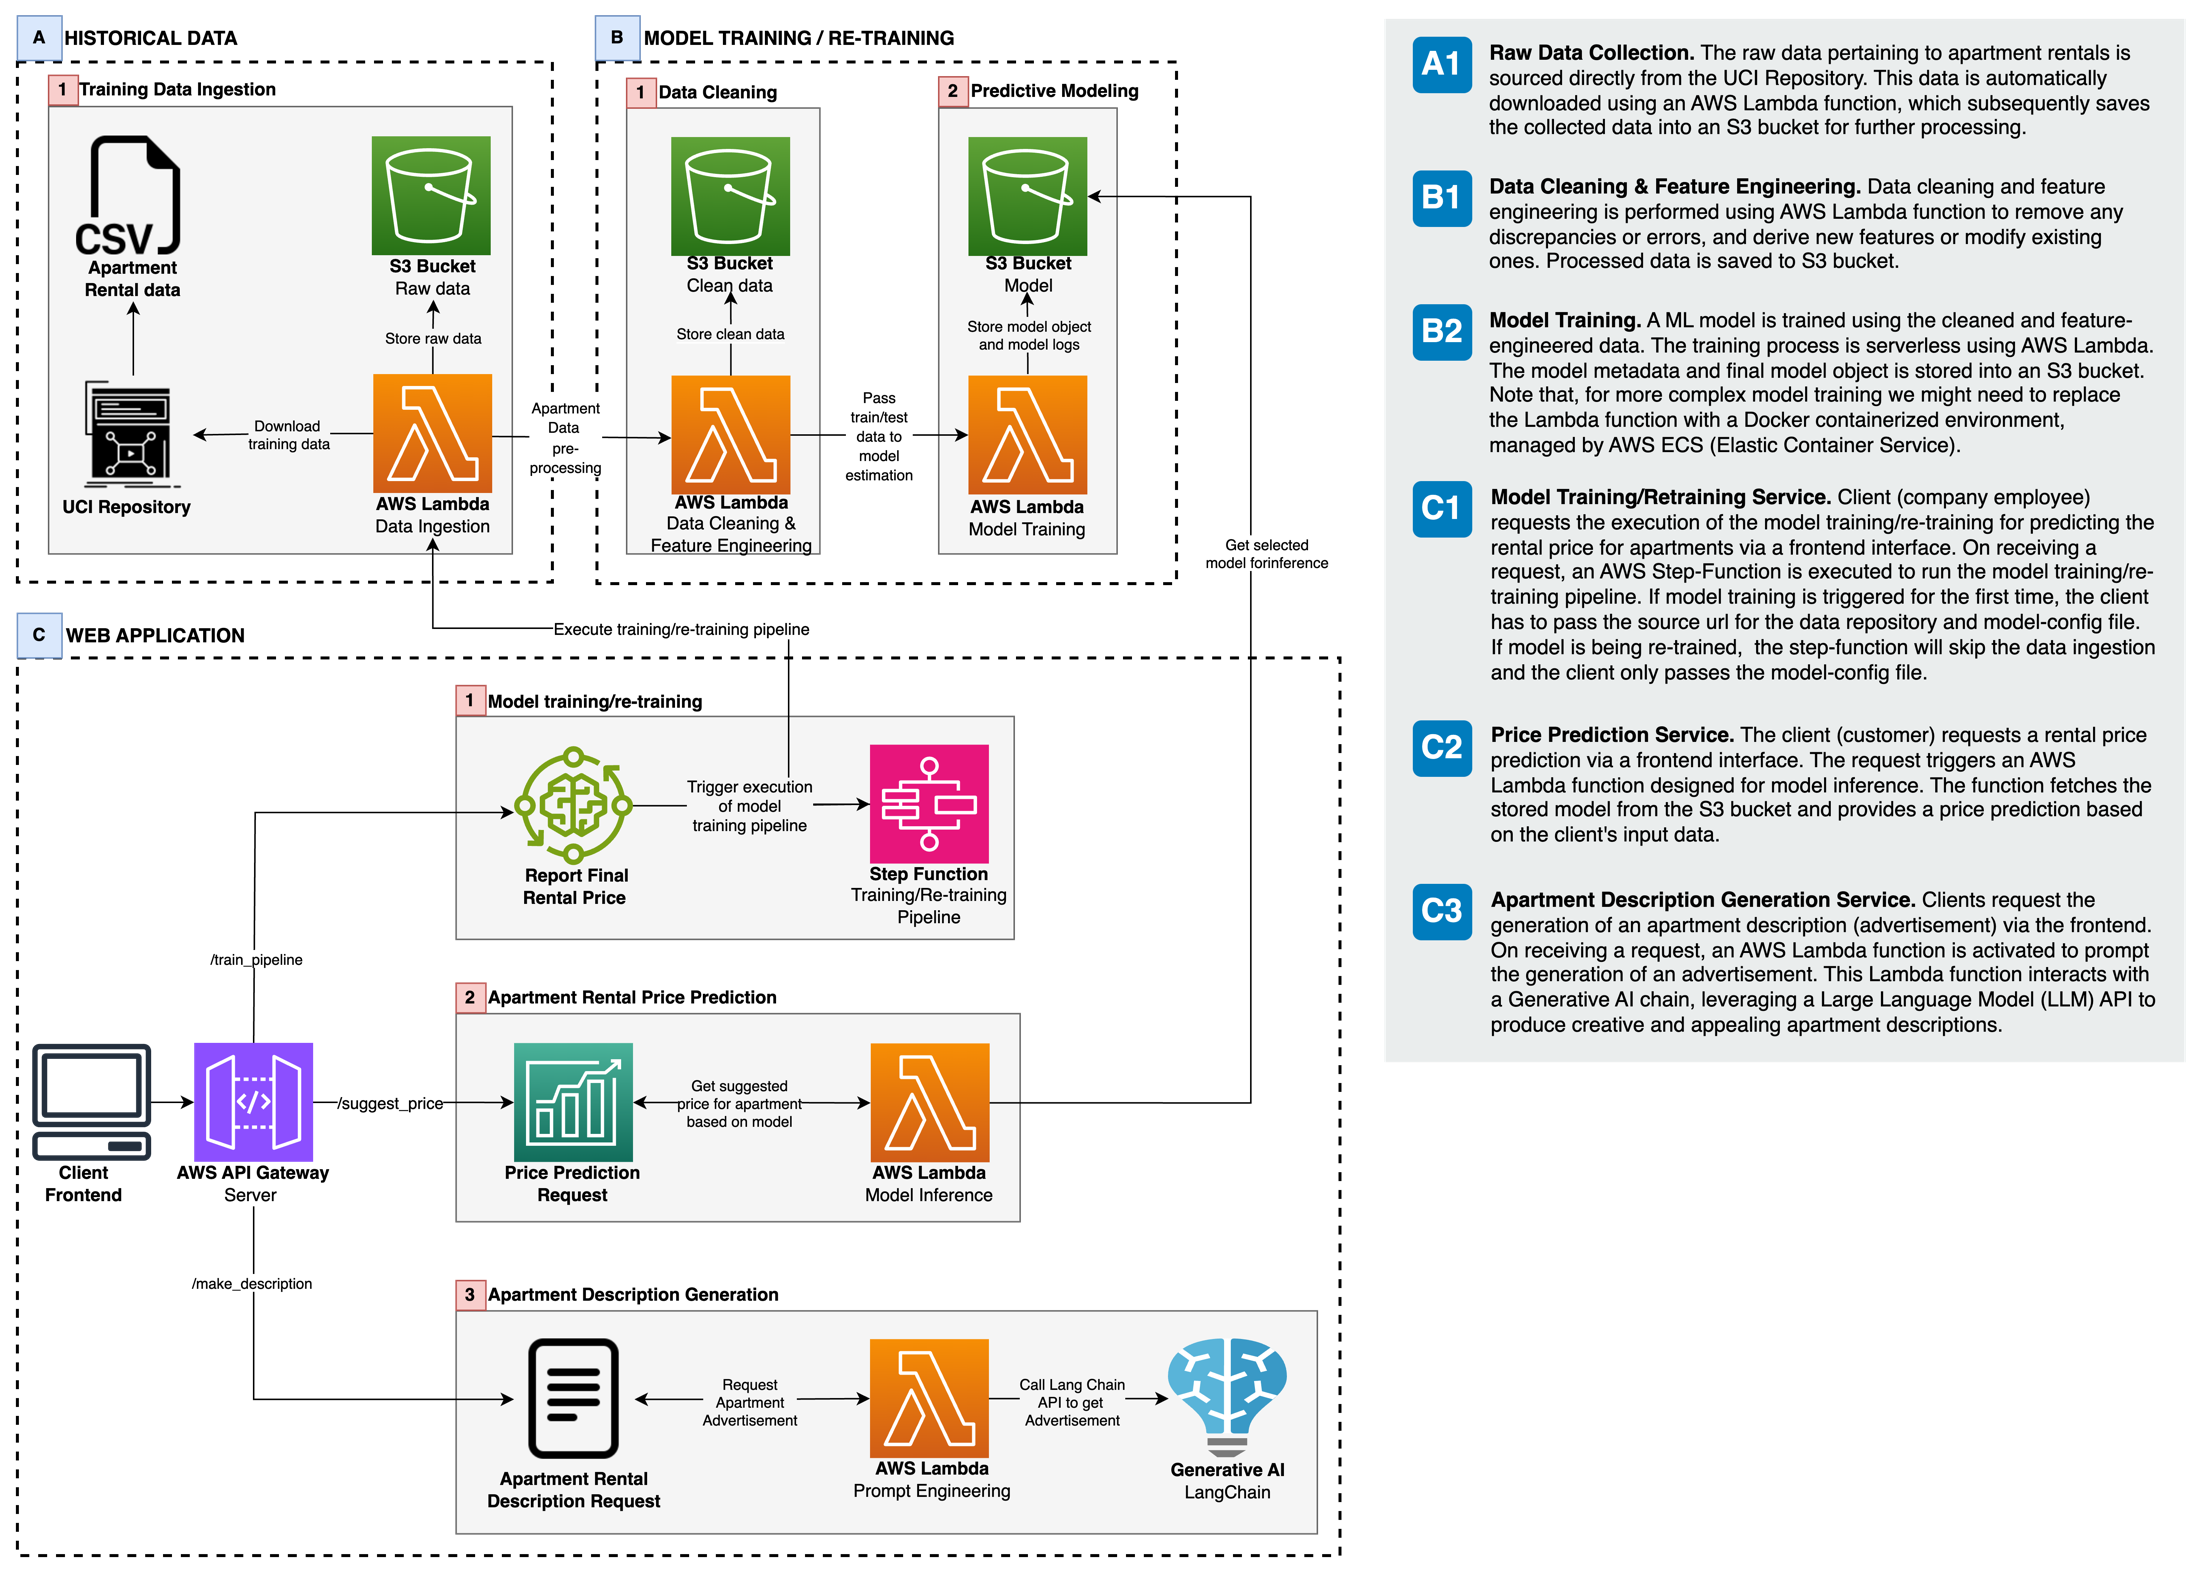 A
HISTORICAL DATA
1
Training Data Ingestion
CSV
Apartment
Rental data
S3 Bucket
Raw data
Store raw data
Download
training data
UCI Repository
AWS Lambda
Data Ingestion
Apartment
Data
pre-
processing
B
MODEL TRAINING / RE-TRAINING
1
Data Cleaning
S3 Bucket
Clean data
Store clean data
AWS Lambda
Data Cleaning &
Feature Engineering
Pass
train/test
data to
model
estimation
2
Predictive Modeling
S3 Bucket
Model
Store model object
and model logs
AWS Lambda
Model Training
Get selected
model forinference
Execute training/re-training pipeline
C
WEB APPLICATION
1
Model training/re-training
Report Final
Rental Price
Trigger execution
of model
training pipeline
Step Function
Training/Re-training
Pipeline
/train_pipeline
2
Apartment Rental Price Prediction
Client
Frontend
AWS API Gateway
Server
/suggest_price
Price Prediction
Request
Get suggested
price for apartment
based on model
AWS Lambda
Model Inference
/make_description
3
Apartment Description Generation
Apartment Rental
Description Request
Request
Apartment
Advertisement
AWS Lambda
Prompt Engineering
Call Lang Chain
API to get
Advertisement
Generative AI
LangChain
A1
Raw Data Collection. The raw data pertaining to apartment rentals is
sourced directly from the UCI Repository. This data is automatically
downloaded using an AWS Lambda function, which subsequently saves
the collected data into an S3 bucket for further processing.
B1
Data Cleaning & Feature Engineering. Data cleaning and feature
engineering is performed using AWS Lambda function to remove any
discrepancies or errors, and derive new features or modify existing
ones. Processed data is saved to S3 bucket.
B2
Model Training. A ML model is trained using the cleaned and feature-
engineered data. The training process is serverless using AWS Lambda.
The model metadata and final model object is stored into an S3 bucket.
Note that, for more complex model training we might need to replace
the Lambda function with a Docker containerized environment,
managed by AWS ECS (Elastic Container Service).
C1
Model Training/Retraining Service. Client (company employee)
requests the execution of the model training/re-training for predicting the
rental price for apartments via a frontend interface. On receiving a
request, an AWS Step-Function is executed to run the model training/re-
training pipeline. If model training is triggered for the first time, the client
has to pass the source url for the data repository and model-config file.
If model is being re-trained, the step-function will skip the data ingestion
and the client only passes the model-config file.
C2
Price Prediction Service. The client (customer) requests a rental price
prediction via a frontend interface. The request triggers an AWS
Lambda function designed for model inference. The function fetches the
stored model from the S3 bucket and provides a price prediction based
on the client's input data.
C3
Apartment Description Generation Service. Clients request the
generation of an apartment description (advertisement) via the frontend.
On receiving a request, an AWS Lambda function is activated to prompt
the generation of an advertisement. This Lambda function interacts with
a Generative AI chain, leveraging a Large Language Model (LLM) API to
produce creative and appealing apartment descriptions.